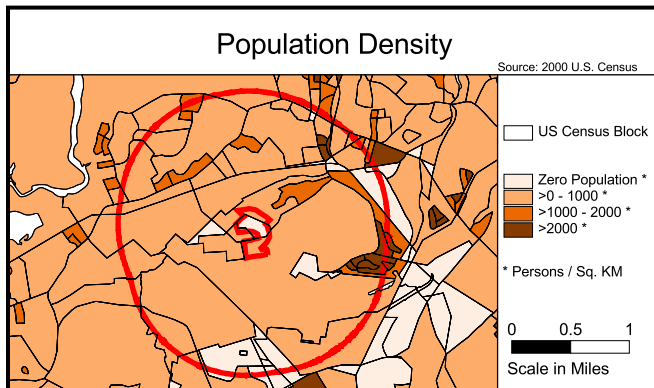 Population Density
Source: 2000 U.S. Census
US Census Block
Zero Population *
>0 - 1000 *
>1000 - 2000 *
>2000 *
* Persons / Sq. KM
0 0.5 1
Scale in Miles